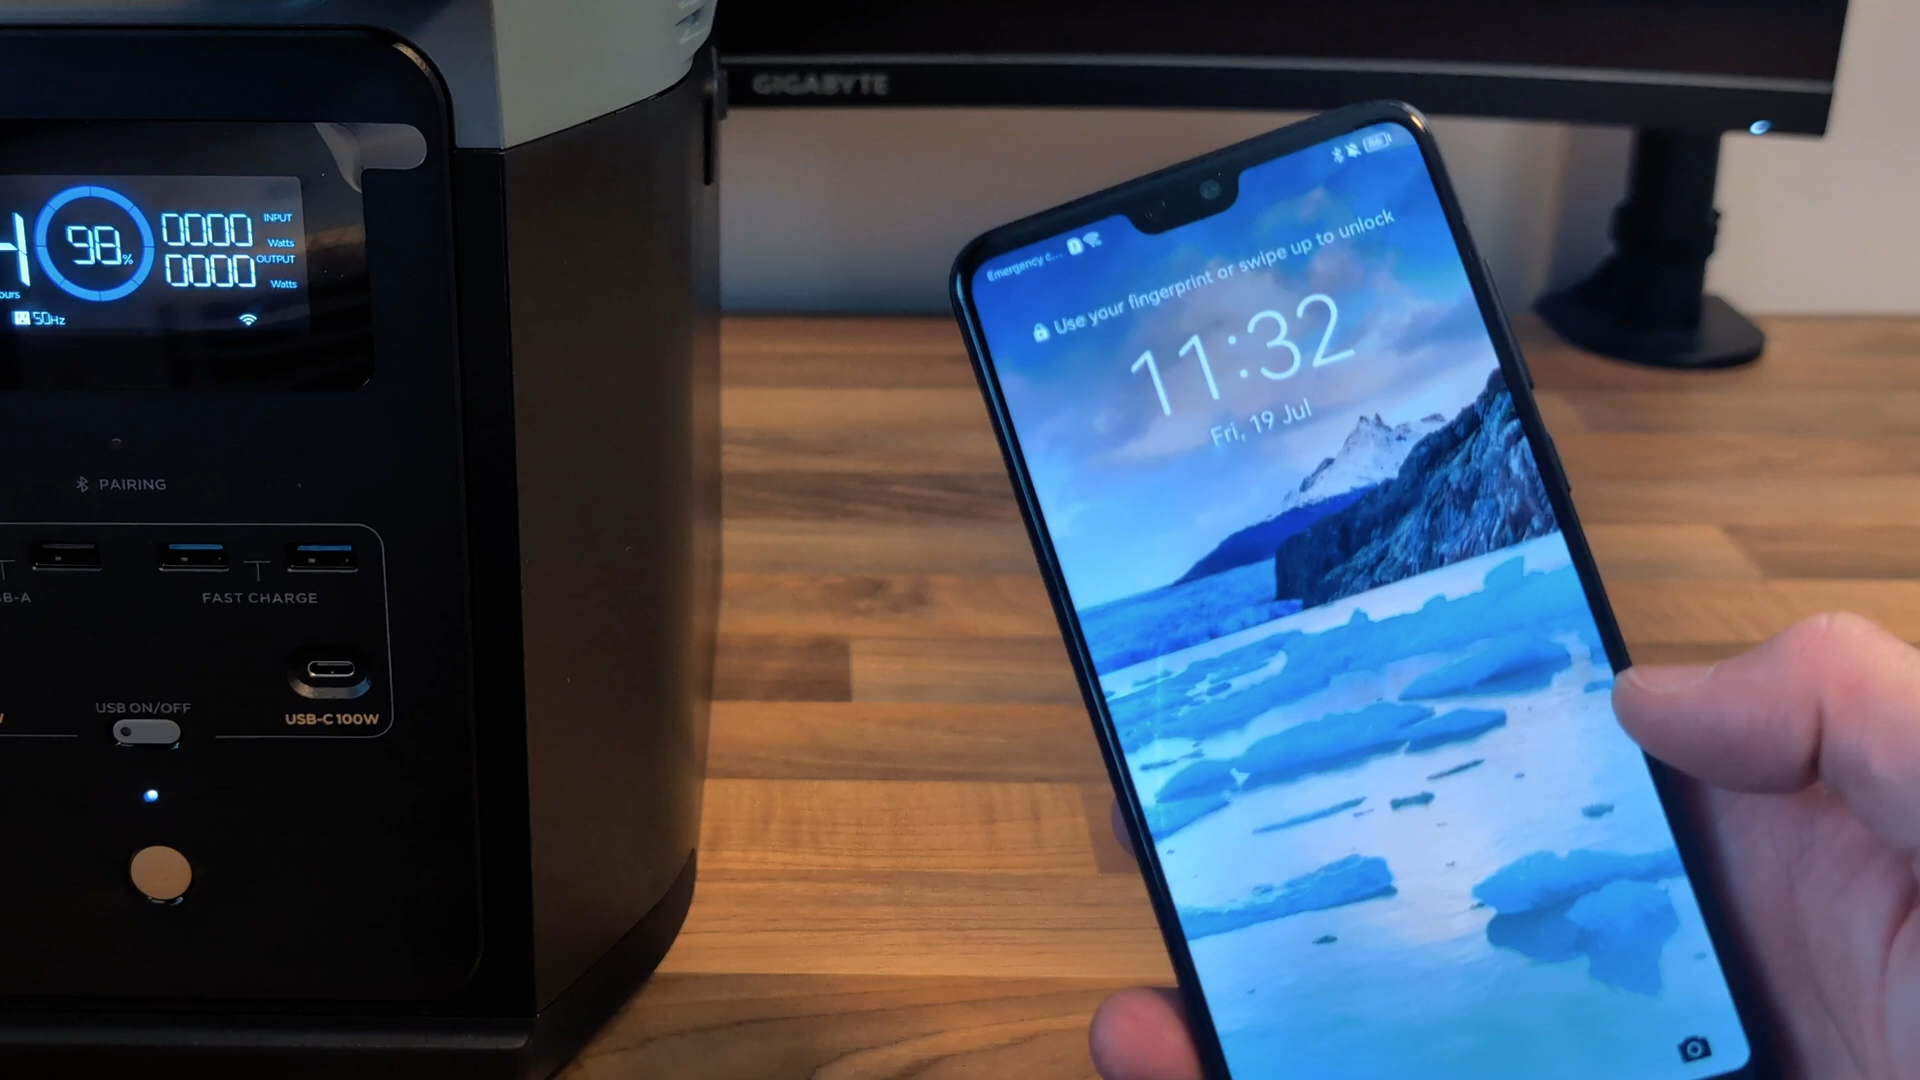 GIGABYTE
98%
0000 INPUT Watts
0000 OUTPUT Watts
50Hz
PAIRING
FAST CHARGE
USB ON/OFF
USB-C 100W
Emergency c...
Use your fingerprint or swipe up to unlock
11:32
Fri, 19 Jul